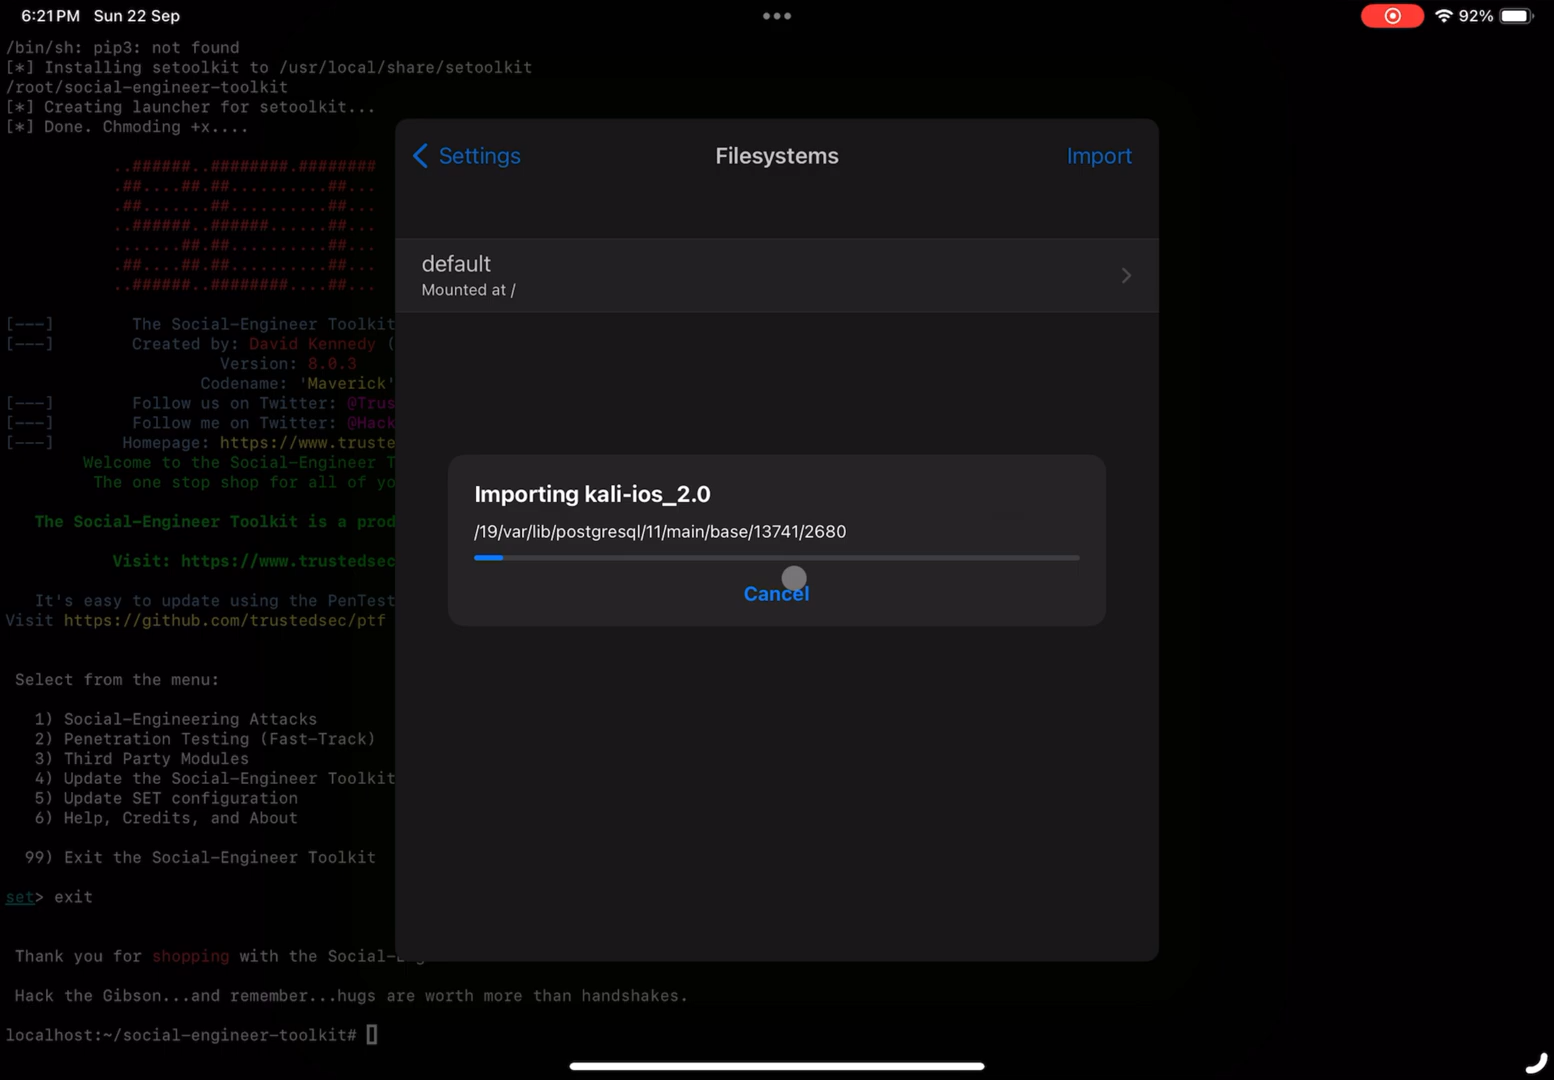 6:21 PM Sun 22 Sep
92%
/bin/sh: pip3: not found
[*] Installing setoolkit to /usr/local/share/setoolkit
/root/social-engineer-toolkit
[*] Creating launcher for setoolkit...
[*] Done. Chmoding +x....
..######..########.########
.##....##.##..........##...
.##.......##..........##...
..######..######......##...
.......##.##..........##...
.##....##.##..........##...
..######..########....##...
[---] The Social-Engineer Toolkit
[---] Created by: David Kennedy (
Version: 8.0.3
Codename: 'Maverick'
[---] Follow us on Twitter: @Trus
[---] Follow me on Twitter: @Hack
[---] Homepage: https://www.truste
Welcome to the Social-Engineer T
The one stop shop for all of yo
The Social-Engineer Toolkit is a prod
Visit: https://www.trustedsec
It's easy to update using the PenTest
Visit https://github.com/trustedsec/ptf
Select from the menu:
1) Social-Engineering Attacks
2) Penetration Testing (Fast-Track)
3) Third Party Modules
4) Update the Social-Engineer Toolkit
5) Update SET configuration
6) Help, Credits, and About
99) Exit the Social-Engineer Toolkit
set> exit
Thank you for shopping with the Social-
Hack the Gibson...and remember...hugs are worth more than handshakes.
localhost:~/social-engineer-toolkit#
Settings
Filesystems
Import
default
Mounted at /
Importing kali-ios_2.0
/19/var/lib/postgresql/11/main/base/13741/2680
Cancel